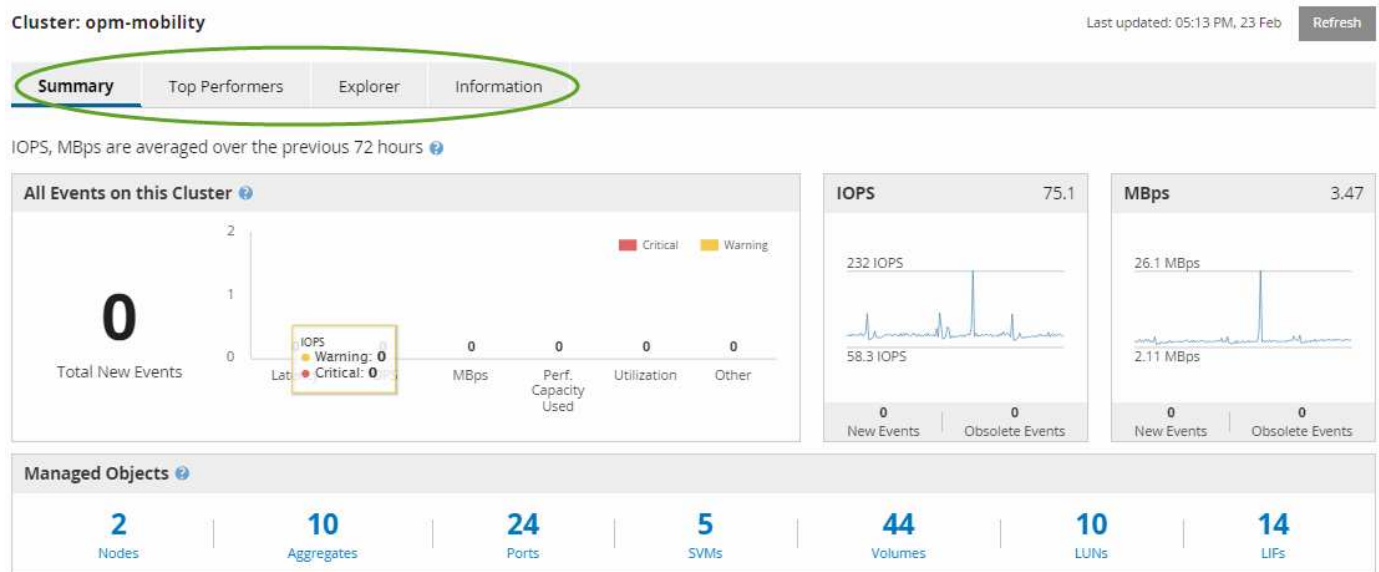 Cluster: opm-mobility
Last updated: 05:13 PM, 23 Feb
Refresh
Summary
Top Performers
Explorer
Information
IOPS, MBps are averaged over the previous 72 hours
All Events on this Cluster
0
Total New Events
2
1
0
Critical
Warning
IOPS
Warning: 0
Critical: 0
0
0
0
0
MBps
Perf.
Capacity
Used
Utilization
Other
IOPS 75.1
232 IOPS
58.3 IOPS
0
New Events
0
Obsolete Events
MBps 3.47
26.1 MBps
2.11 MBps
0
New Events
0
Obsolete Events
Managed Objects
2
Nodes
10
Aggregates
24
Ports
5
SVMs
44
Volumes
10
LUNs
14
LIFs